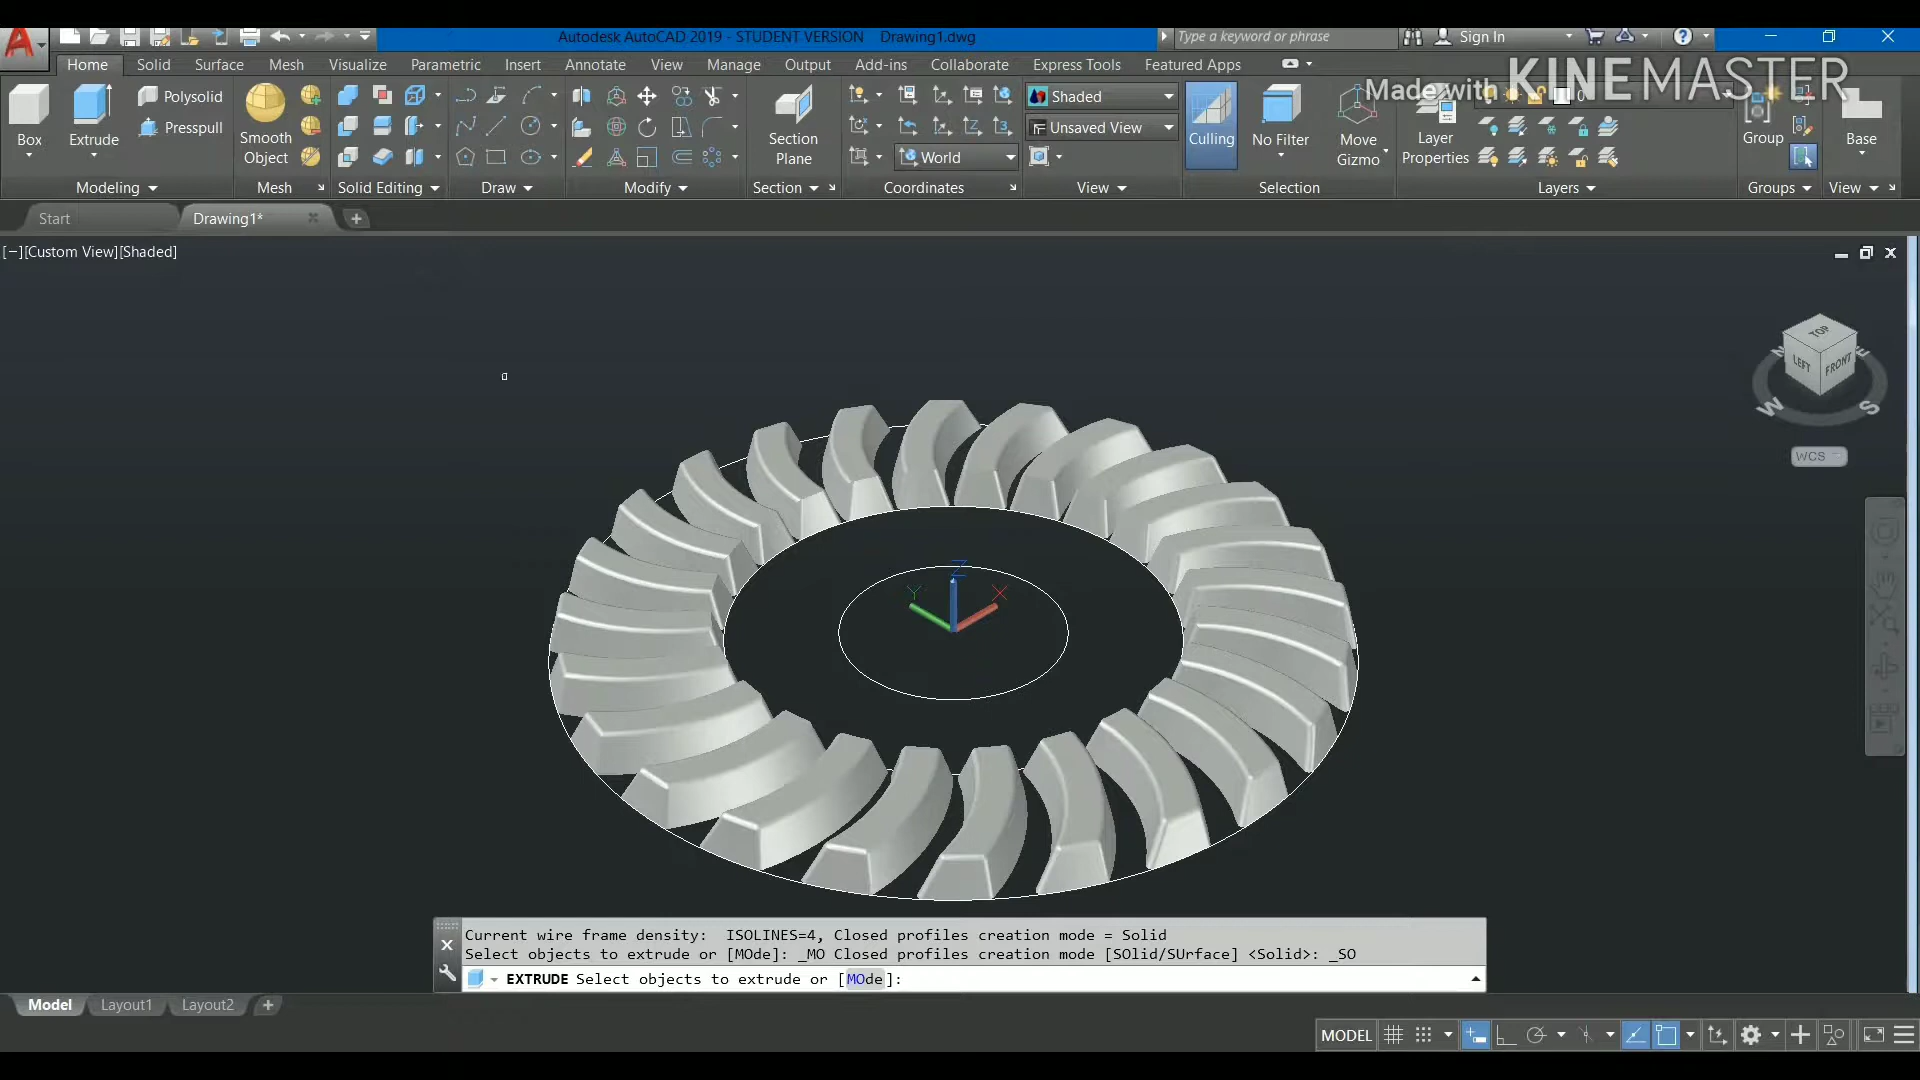 Autodesk AutoCAD 2019 - STUDENT VERSION Drawing1.dwg
Type a keyword or phrase
Sign In
Home Solid Surface Mesh Visualize Parametric Insert Annotate View Manage Output Add-ins Collaborate Express Tools Featured Apps
Made with KINEMASTER
Box
Extrude
Polysolid
Presspull
Smooth
Object
Section
Plane
World
Shaded
Unsaved View
Culling
No Filter
Move
Gizmo
Layer
Properties
0
Group
Base
Modeling Mesh Solid Editing Draw Modify Section Coordinates View Selection Layers Groups View
Start Drawing1*
[−][Custom View][Shaded]
TOP
LEFT FRONT
N E
W S
WCS
Z
Y X
Current wire frame density: ISOLINES=4, Closed profiles creation mode = Solid
Select objects to extrude or [MOde]: _MO Closed profiles creation mode [SOlid/SUrface] <Solid>: _SO
EXTRUDE Select objects to extrude or [MOde]:
Model Layout1 Layout2
MODEL